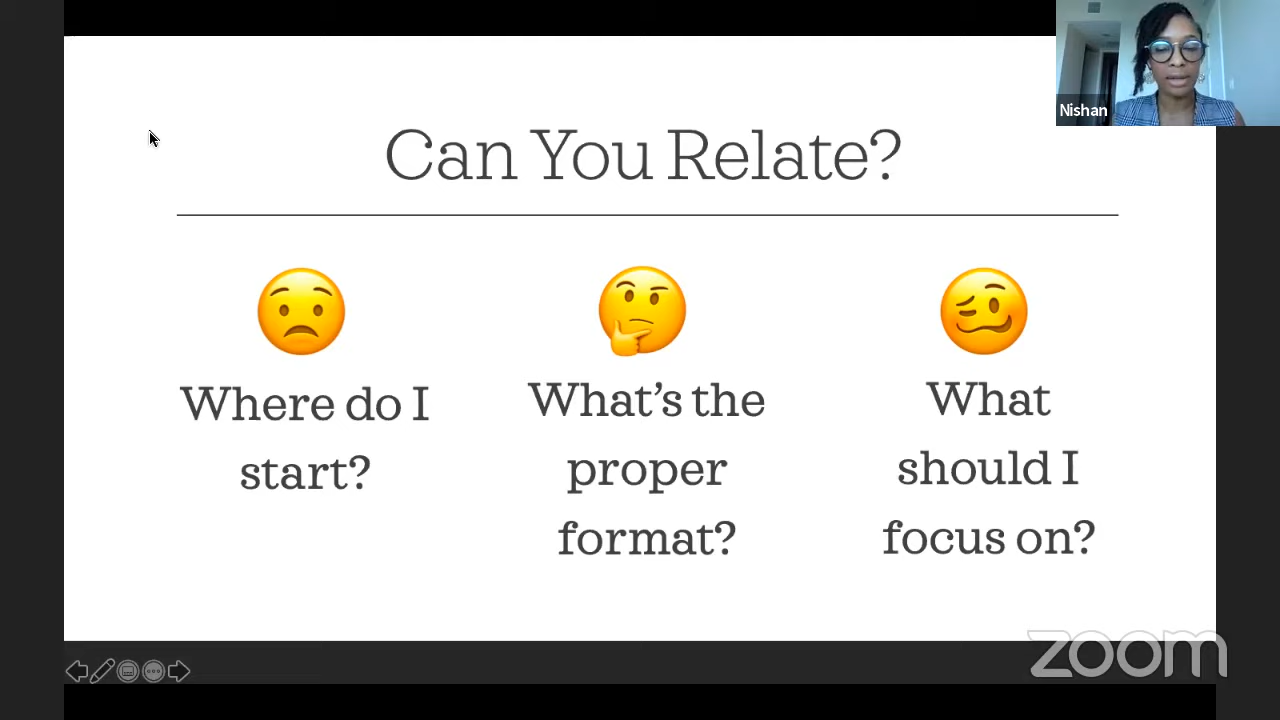 Nishan
Can You Relate?
Where do I
start?
What’s the
proper
format?
What
should I
focus on?
zoom